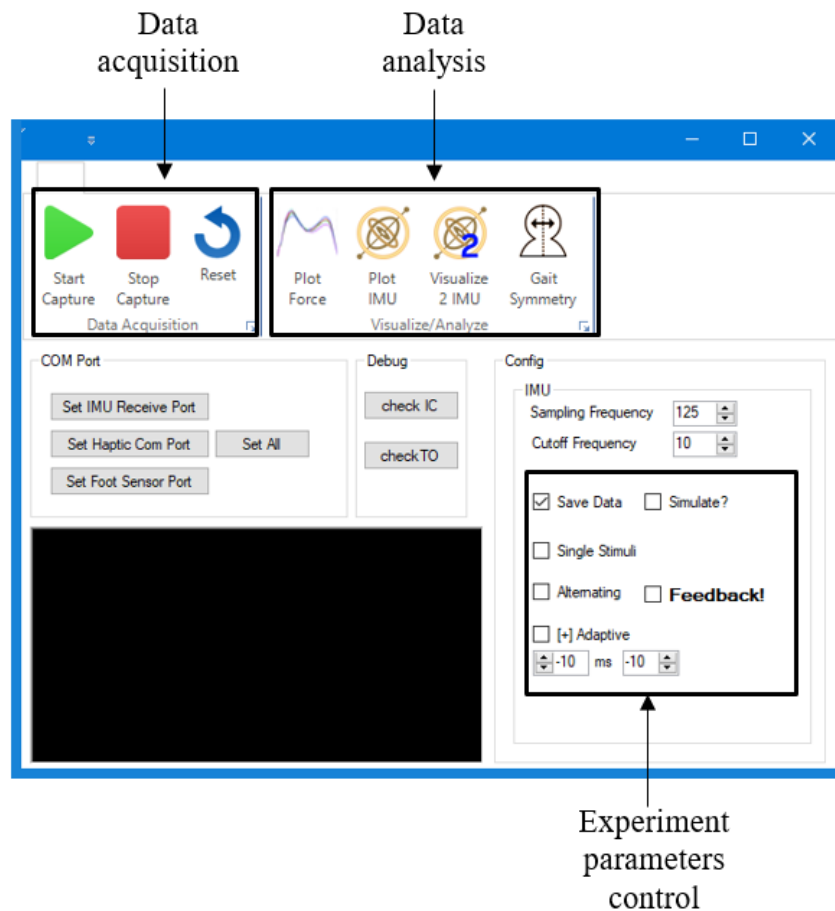 Data
acquisition
Data
analysis
Start
Capture
Stop
Capture
Reset
Data Acquisition
Plot
Force
Plot
IMU
2
Visualize
2 IMU
Gait
Symmetry
Visualize/Analyze
COM Port
Set IMU Receive Port
Set Haptic Com Port
Set All
Set Foot Sensor Port
Debug
check IC
checkTO
Config
IMU
Sampling Frequency 125
Cutoff Frequency 10
Save Data Simulate?
Single Stimuli
Alternating Feedback!
[+] Adaptive
-10 ms -10
Experiment
parameters
control